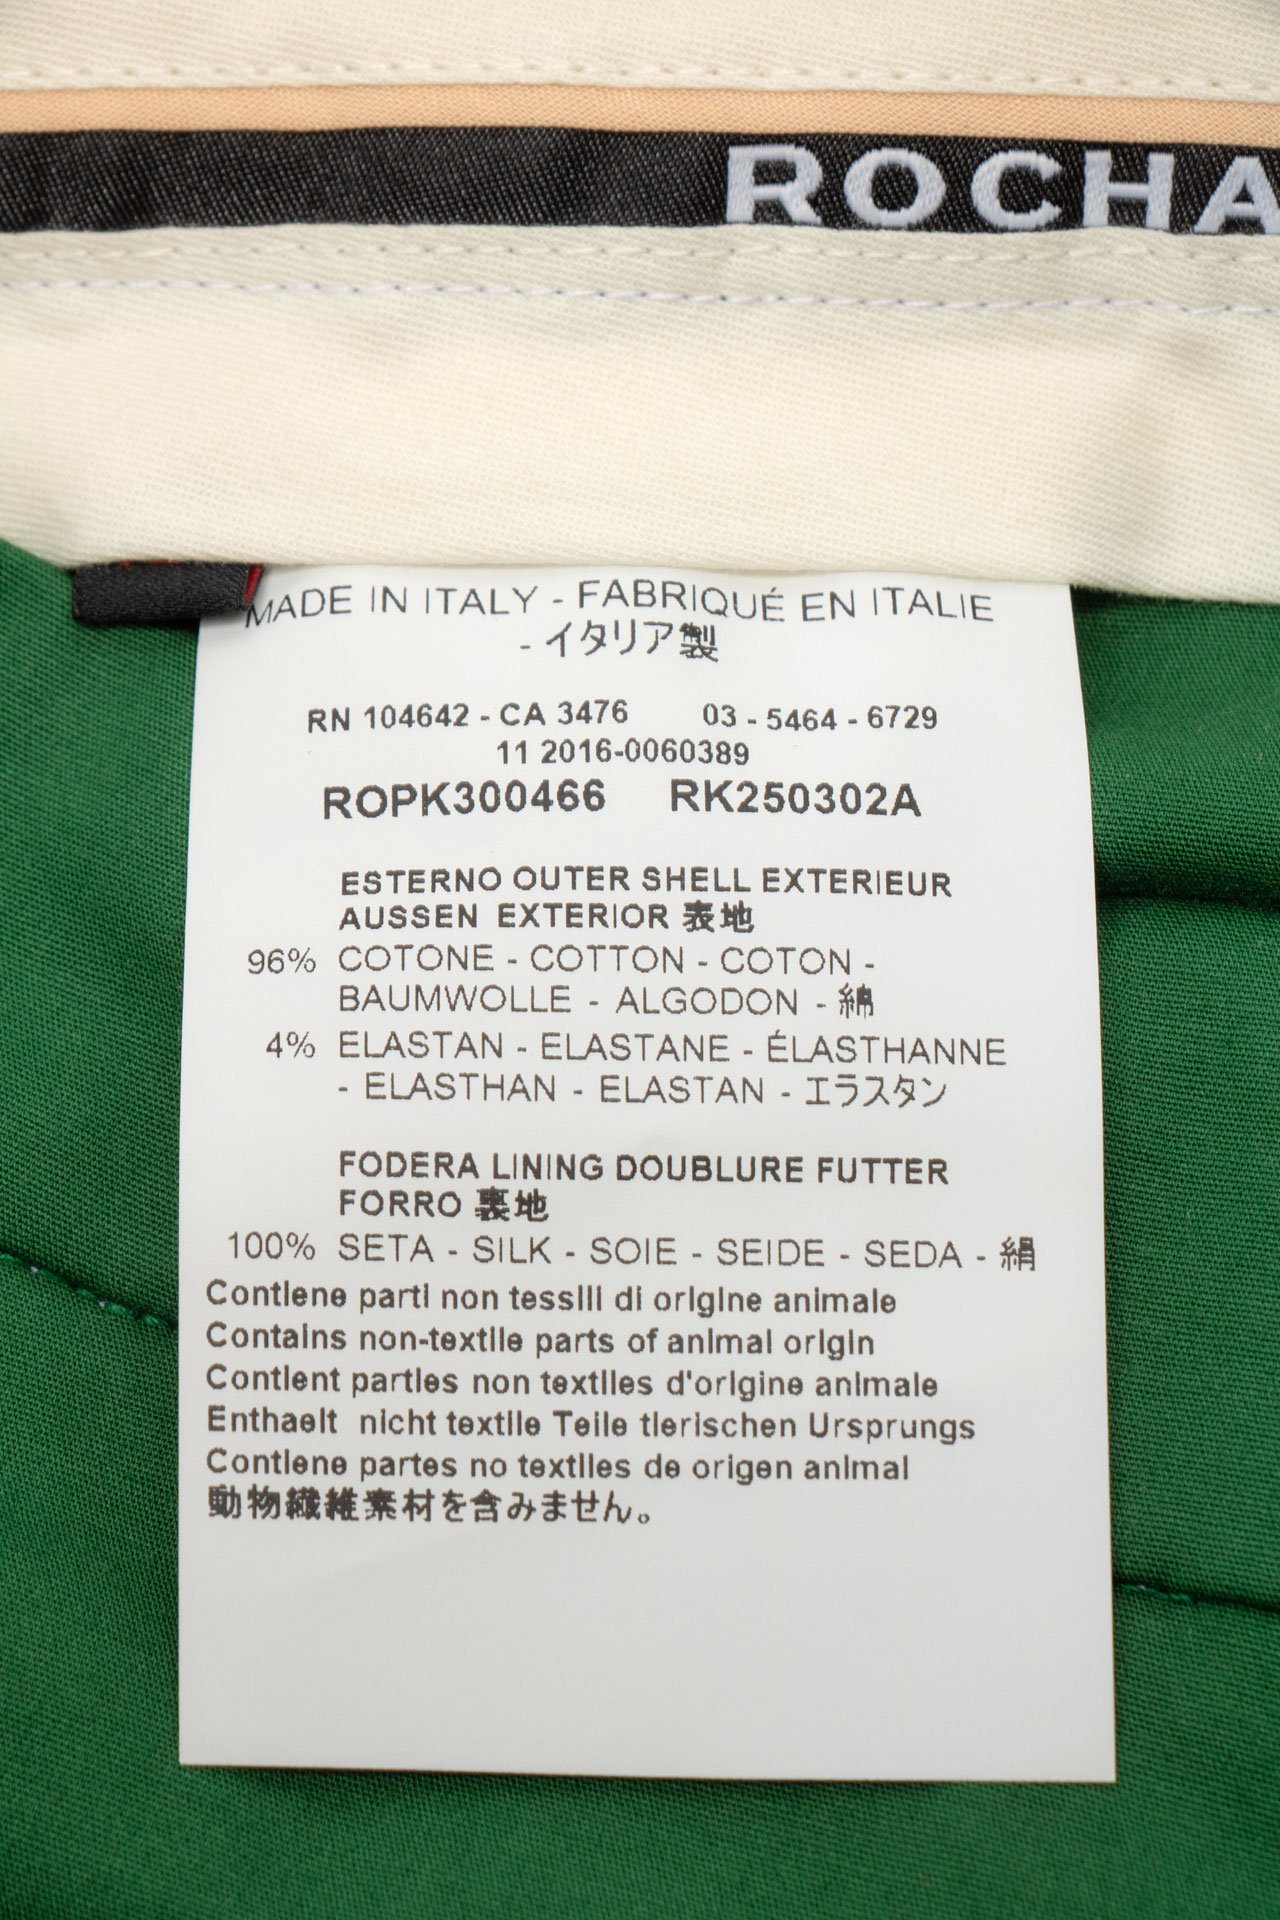 ROCHA
MADE IN ITALY - FABRIQUÉ EN ITALIE
- イタリア製
RN 104642 - CA 3476 03 - 5464 - 6729
11 2016-0060389
ROPK300466 RK250302A
ESTERNO OUTER SHELL EXTERIEUR
AUSSEN EXTERIOR 表地
96% COTONE - COTTON - COTON -
BAUMWOLLE - ALGODON - 綿
4% ELASTAN - ELASTANE - ÉLASTHANNE
- ELASTHAN - ELASTAN - エラスタン
FODERA LINING DOUBLURE FUTTER
FORRO 裏地
100% SETA - SILK - SOIE - SEIDE - SEDA - 絹
Contiene parti non tessili di origine animale
Contains non-textile parts of animal origin
Contient parties non textiles d'origine animale
Enthaelt nicht textile Teile tierischen Ursprungs
Contiene partes no textiles de origen animal
動物繊維素材を含みません。